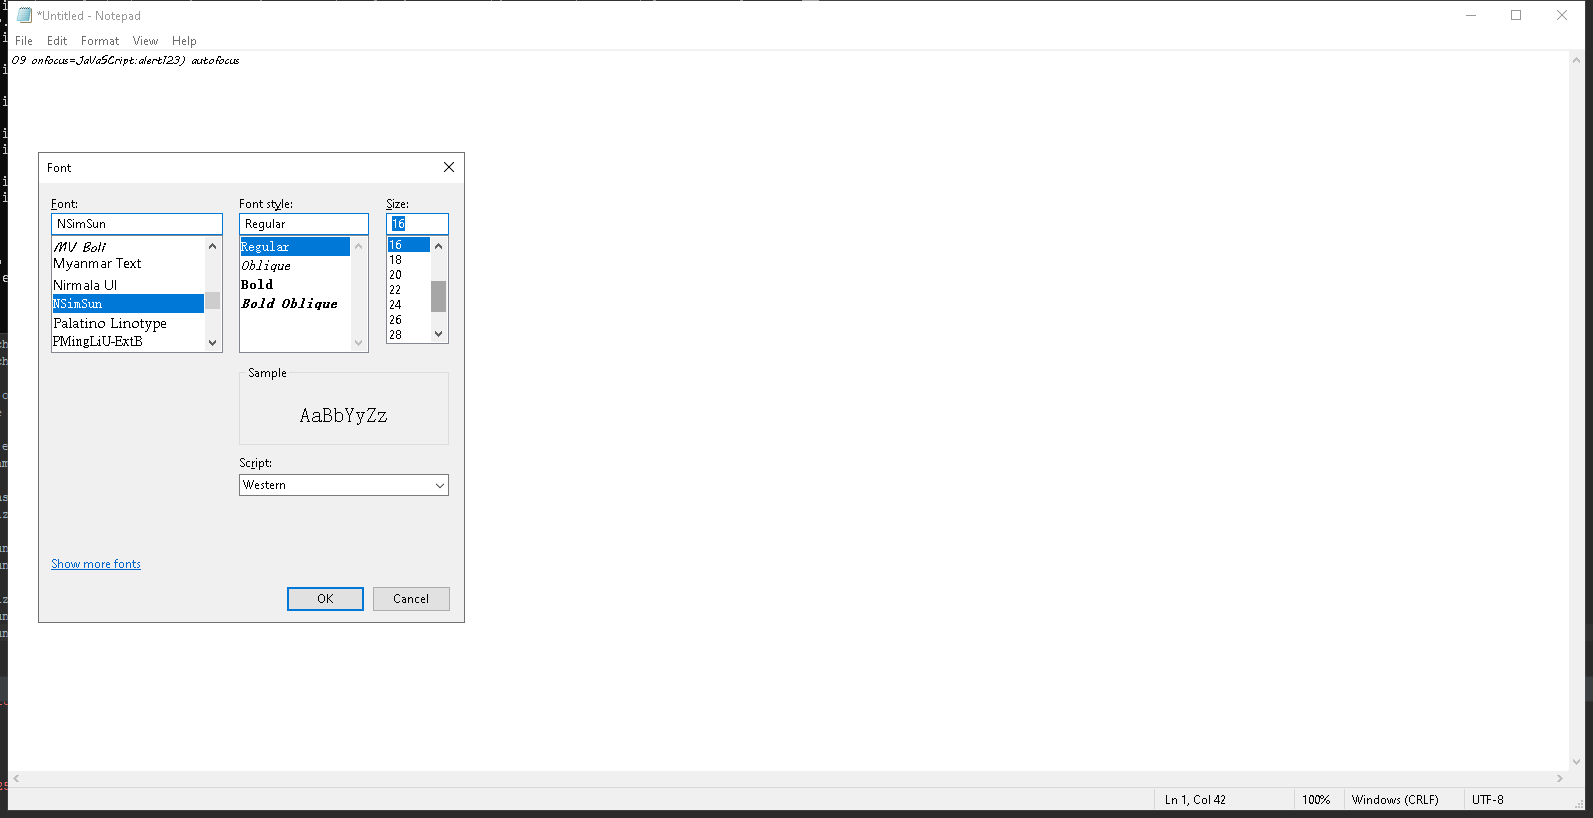 *Untitled - Notepad
File Edit Format View Help
09 onfocus=JaVaSCript:alert123) autofocus
Font
Font: Font style: Size:
NSimSun Regular 16
MV Boli Regular 16
Myanmar Text Oblique 18
Nirmala UI Bold 20
NSimSun Bold Oblique 22
Palatino Linotype 24
PMingLiU-ExtB 26
28
Sample
AaBbYyZz
Script:
Western
Show more fonts
OK Cancel
Ln 1, Col 42 100% Windows (CRLF) UTF-8